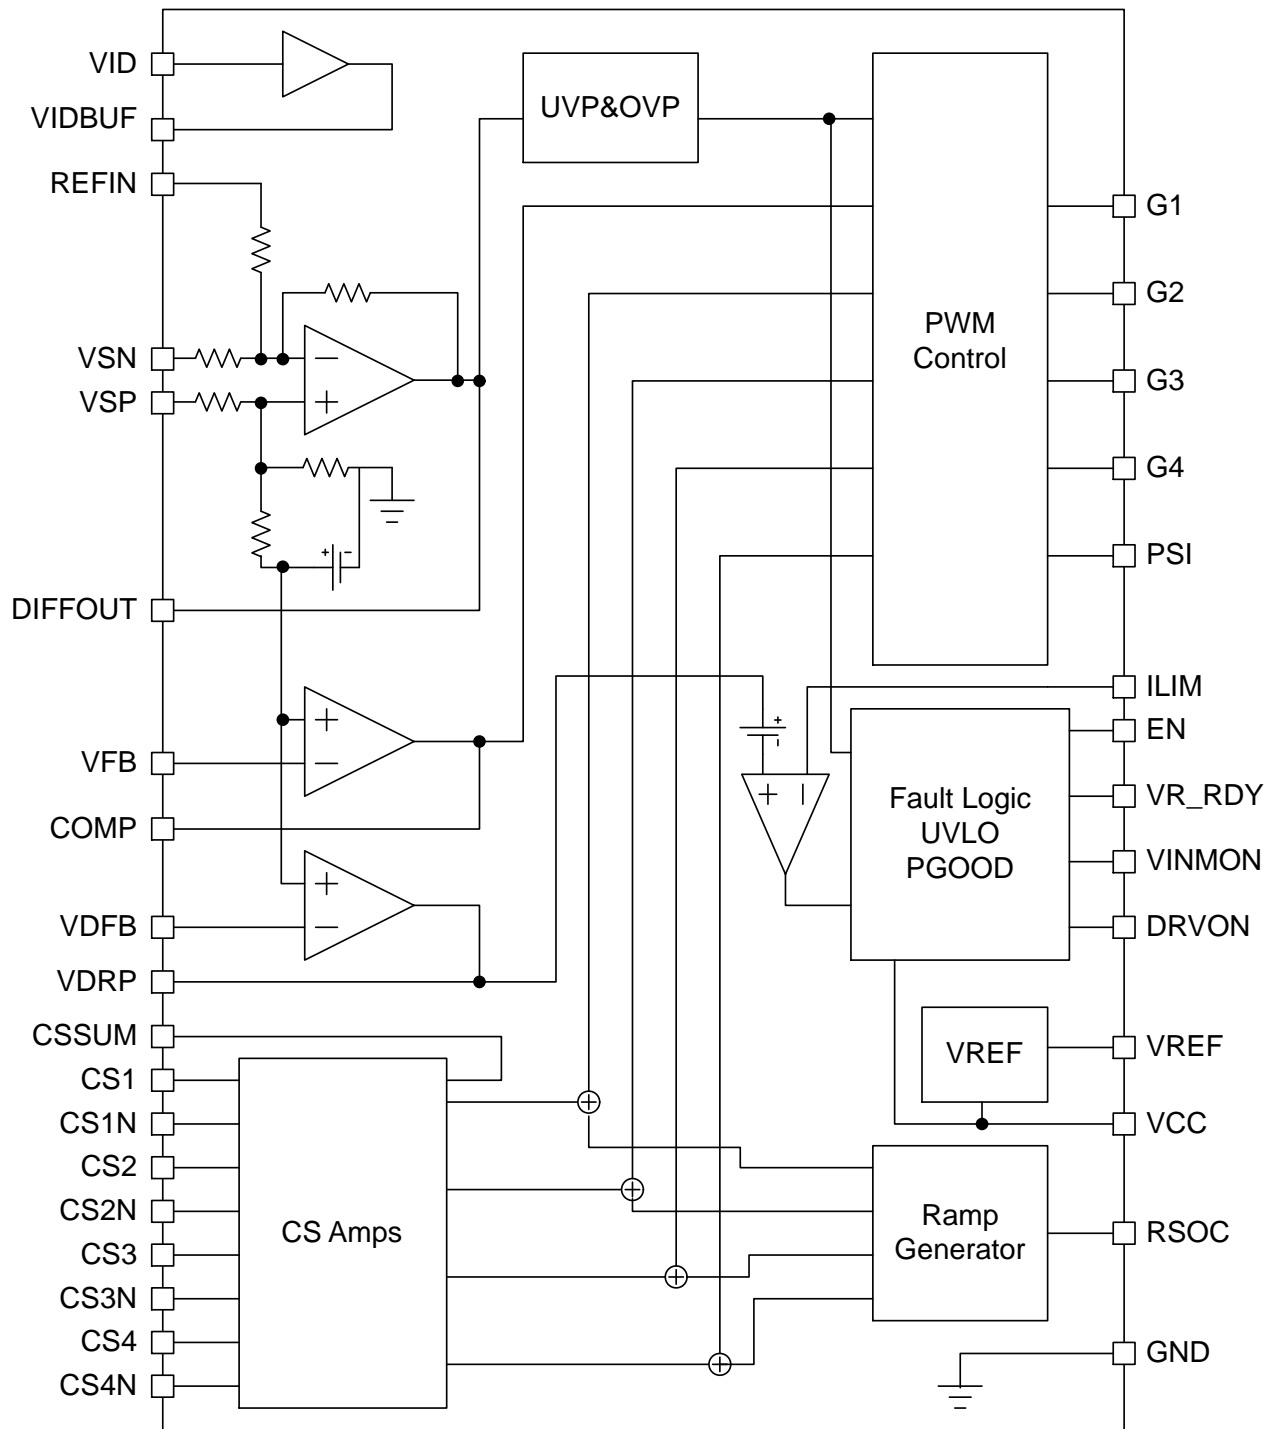 VID
VIDBUF
REFIN
VSN
VSP
DIFFOUT
VFB
COMP
VDFB
VDRP
CSSUM
CS1
CS1N
CS2
CS2N
CS3
CS3N
CS4
CS4N
UVP&OVP
PWM
Control
Fault Logic
UVLO
PGOOD
VREF
CS Amps
Ramp
Generator
G1
G2
G3
G4
PSI
ILIM
EN
VR_RDY
VINMON
DRVON
VREF
VCC
RSOC
GND